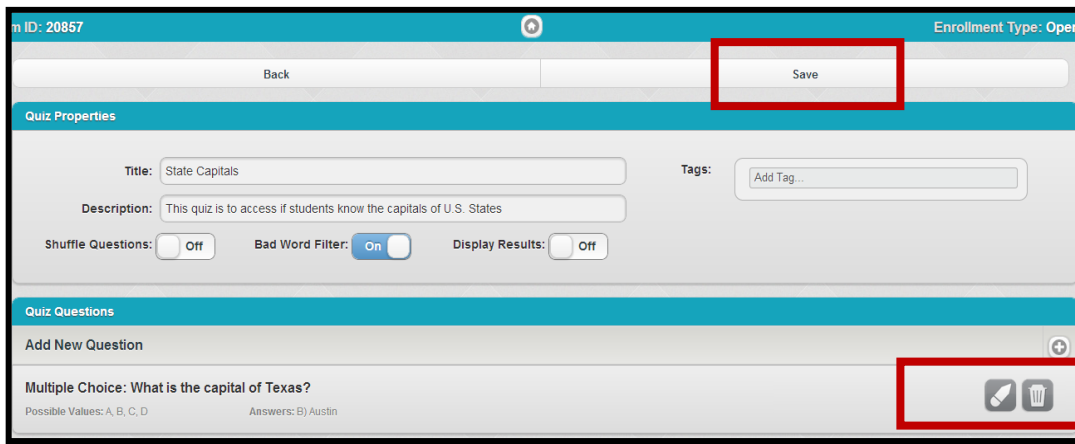 m ID: 20857 Enrollment Type: Open
Back Save
Quiz Properties
Title: State Capitals Tags: Add Tag...
Description: This quiz is to access if students know the capitals of U.S. States
Shuffle Questions: Off Bad Word Filter: On Display Results: Off
Quiz Questions
Add New Question
Multiple Choice: What is the capital of Texas?
Possible Values: A, B, C, D Answers: B) Austin